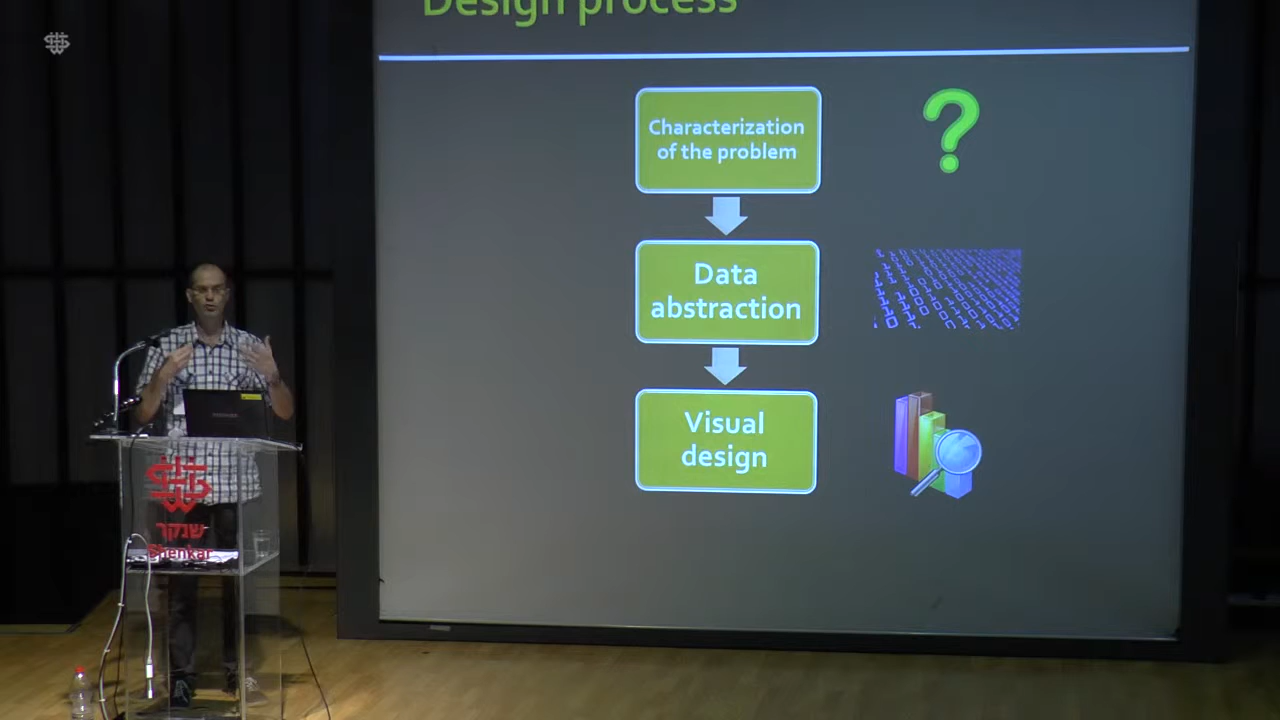 Design process
Characterization
of the problem
Data
abstraction
Visual
design
שנקר
Shenkar